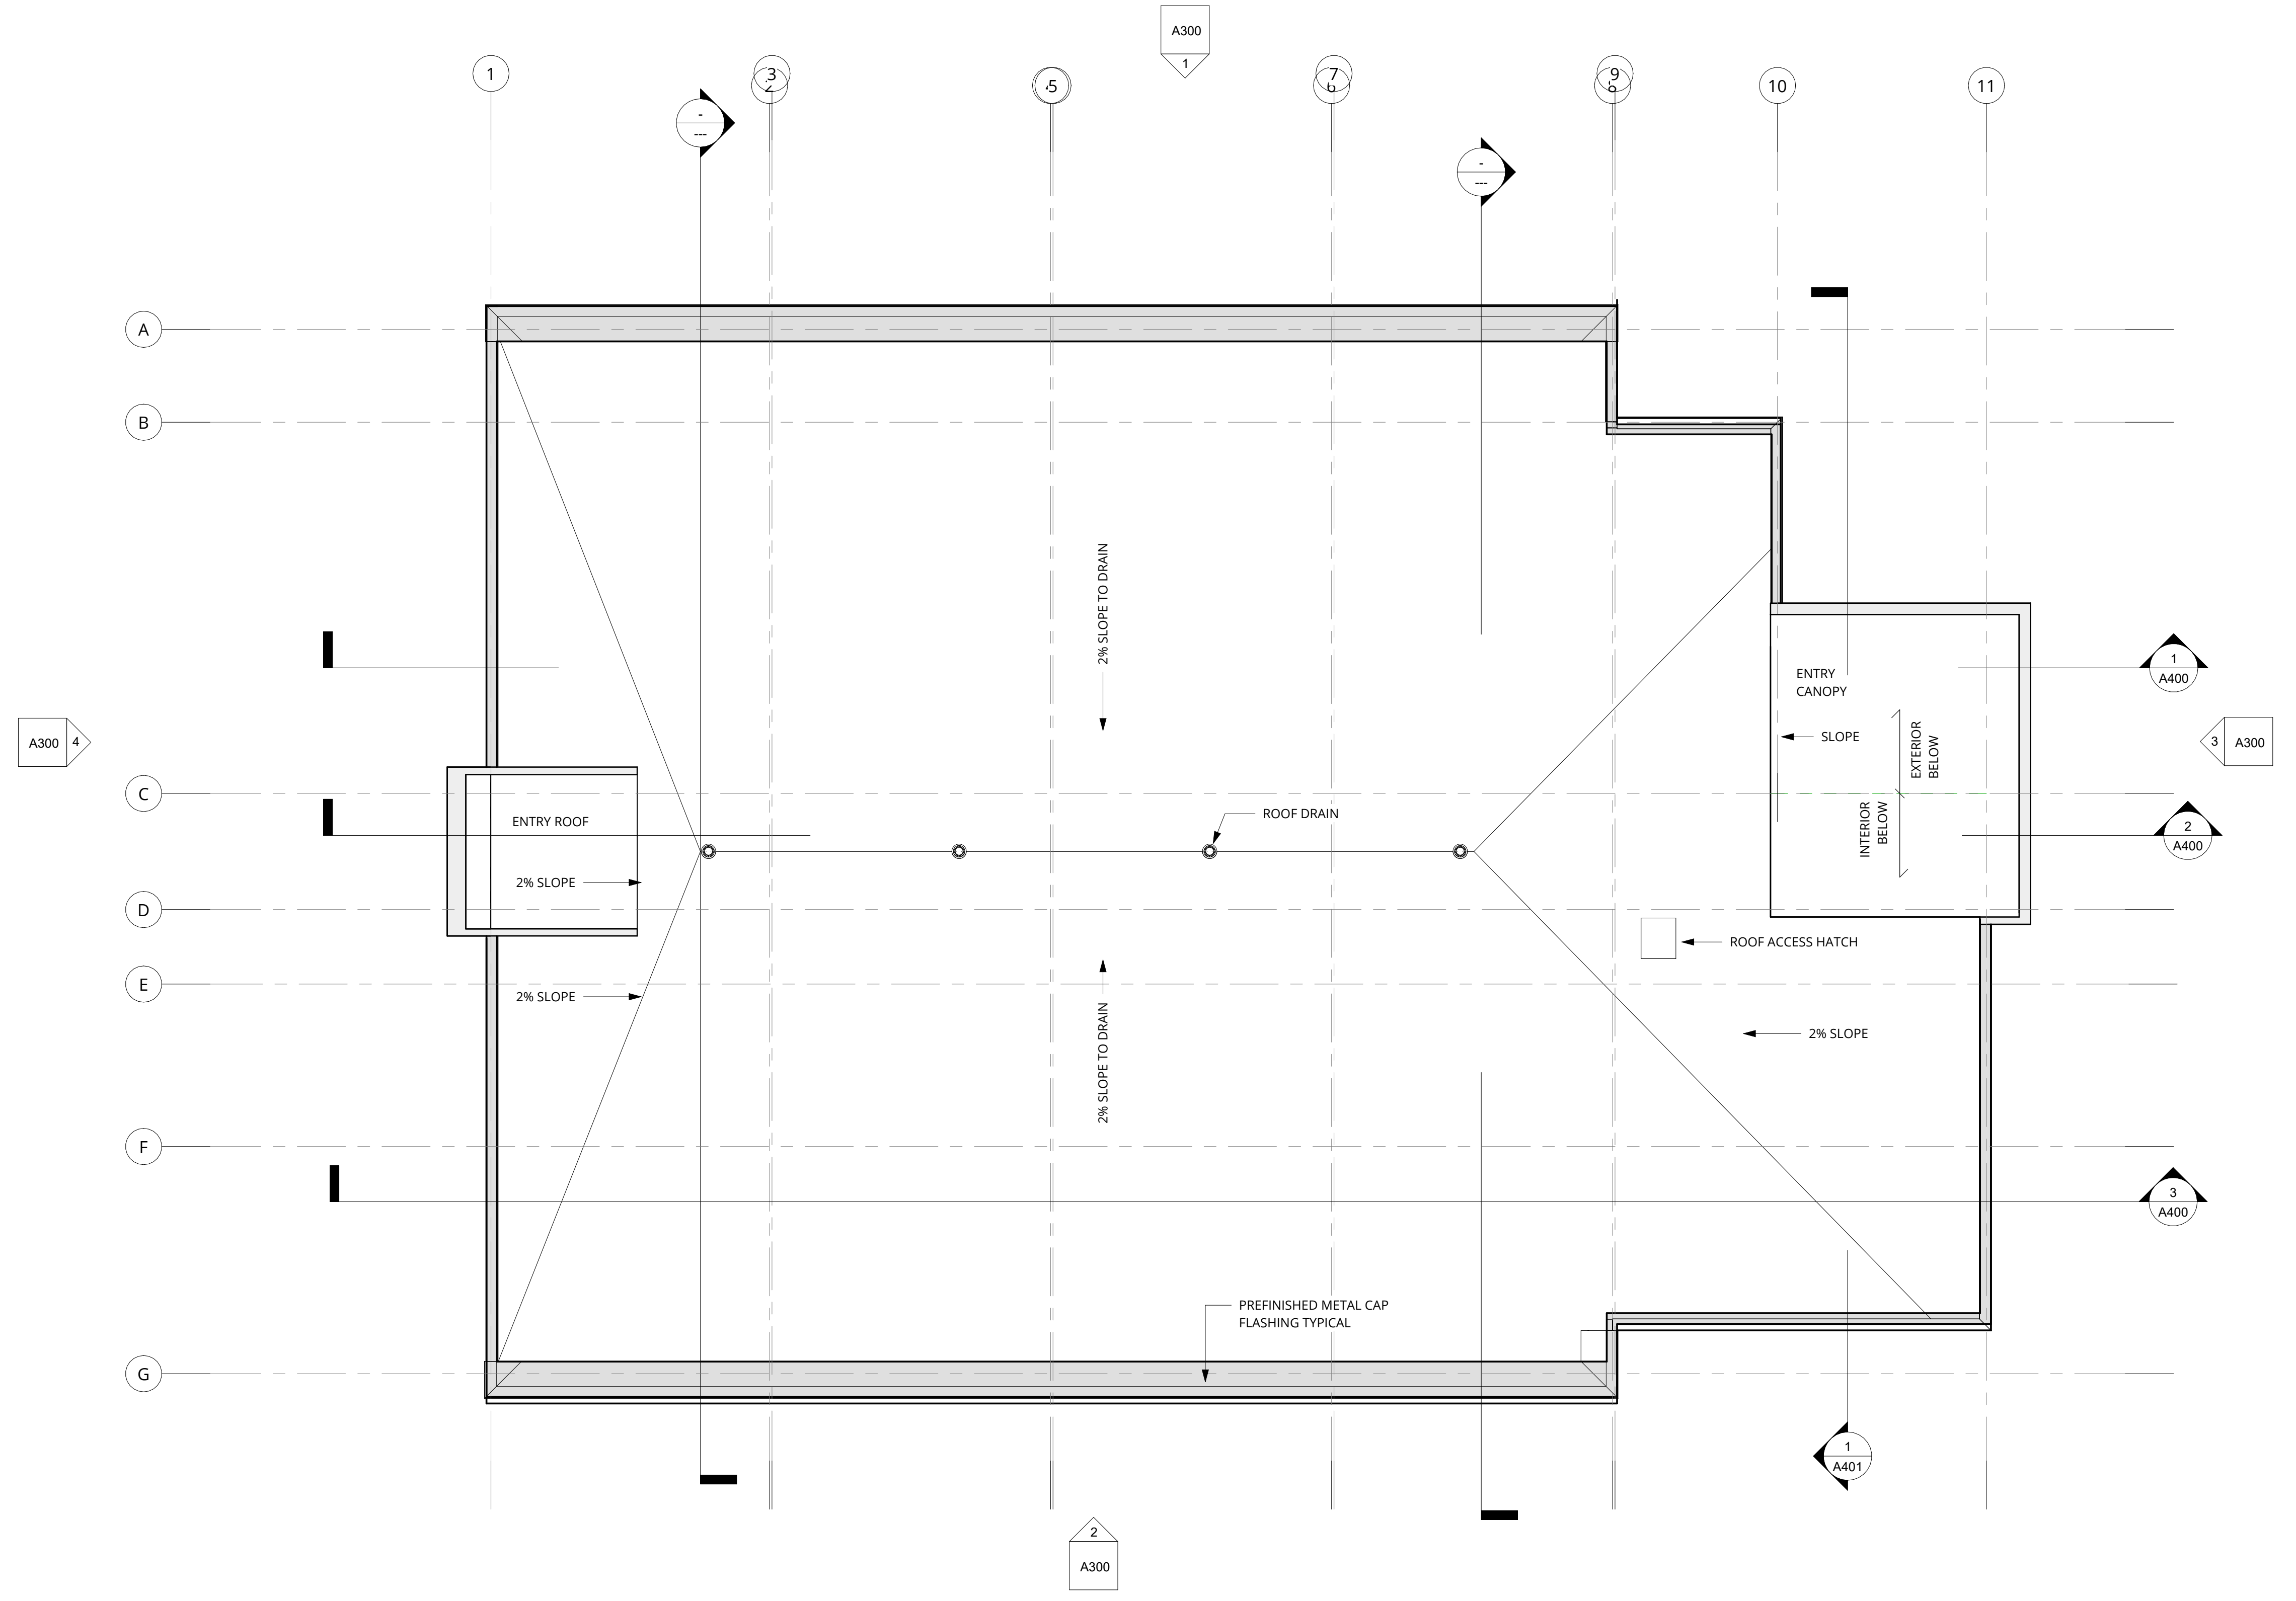 A300
1
1
3
2
5
7
6
9
8
10
11
-
---
-
---
A
B
C
D
E
F
G
2% SLOPE TO DRAIN
ENTRY
CANOPY
SLOPE
EXTERIOR
BELOW
INTERIOR
BELOW
1
A400
A300
4
3
A300
ENTRY ROOF
ROOF DRAIN
2
A400
2% SLOPE
ROOF ACCESS HATCH
2% SLOPE
2% SLOPE TO DRAIN
2% SLOPE
3
A400
PREFINISHED METAL CAP
FLASHING TYPICAL
1
A401
2
A300